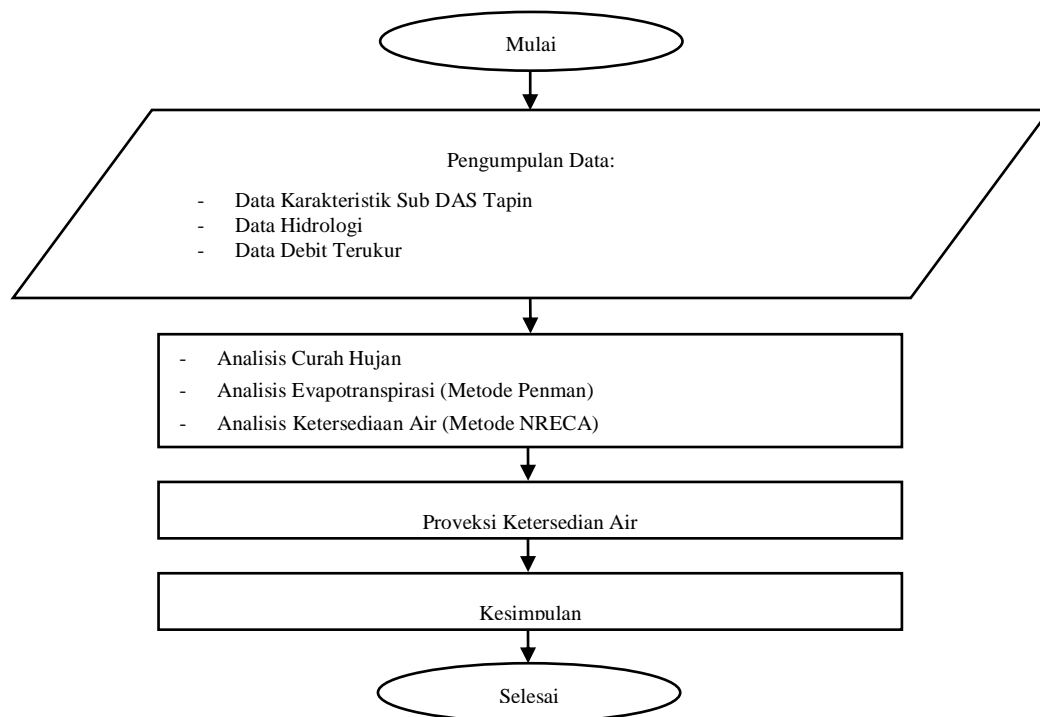 Mulai
Pengumpulan Data:
- Data Karakteristik Sub DAS Tapin
- Data Hidrologi
- Data Debit Terukur
- Analisis Curah Hujan
- Analisis Evapotranspirasi (Metode Penman)
- Analisis Ketersediaan Air (Metode NRECA)
Proyeksi Ketersedian Air
Kesimpulan
Selesai